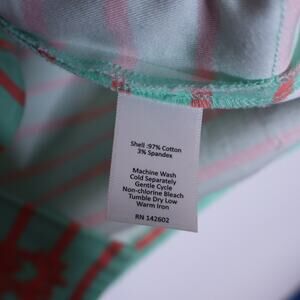 Shell :97% Cotton
3% Spandex
Machine Wash
Cold Separately
Gentle Cycle
Non-chlorine Bleach
Tumble Dry Low
Warm Iron
RN 142602